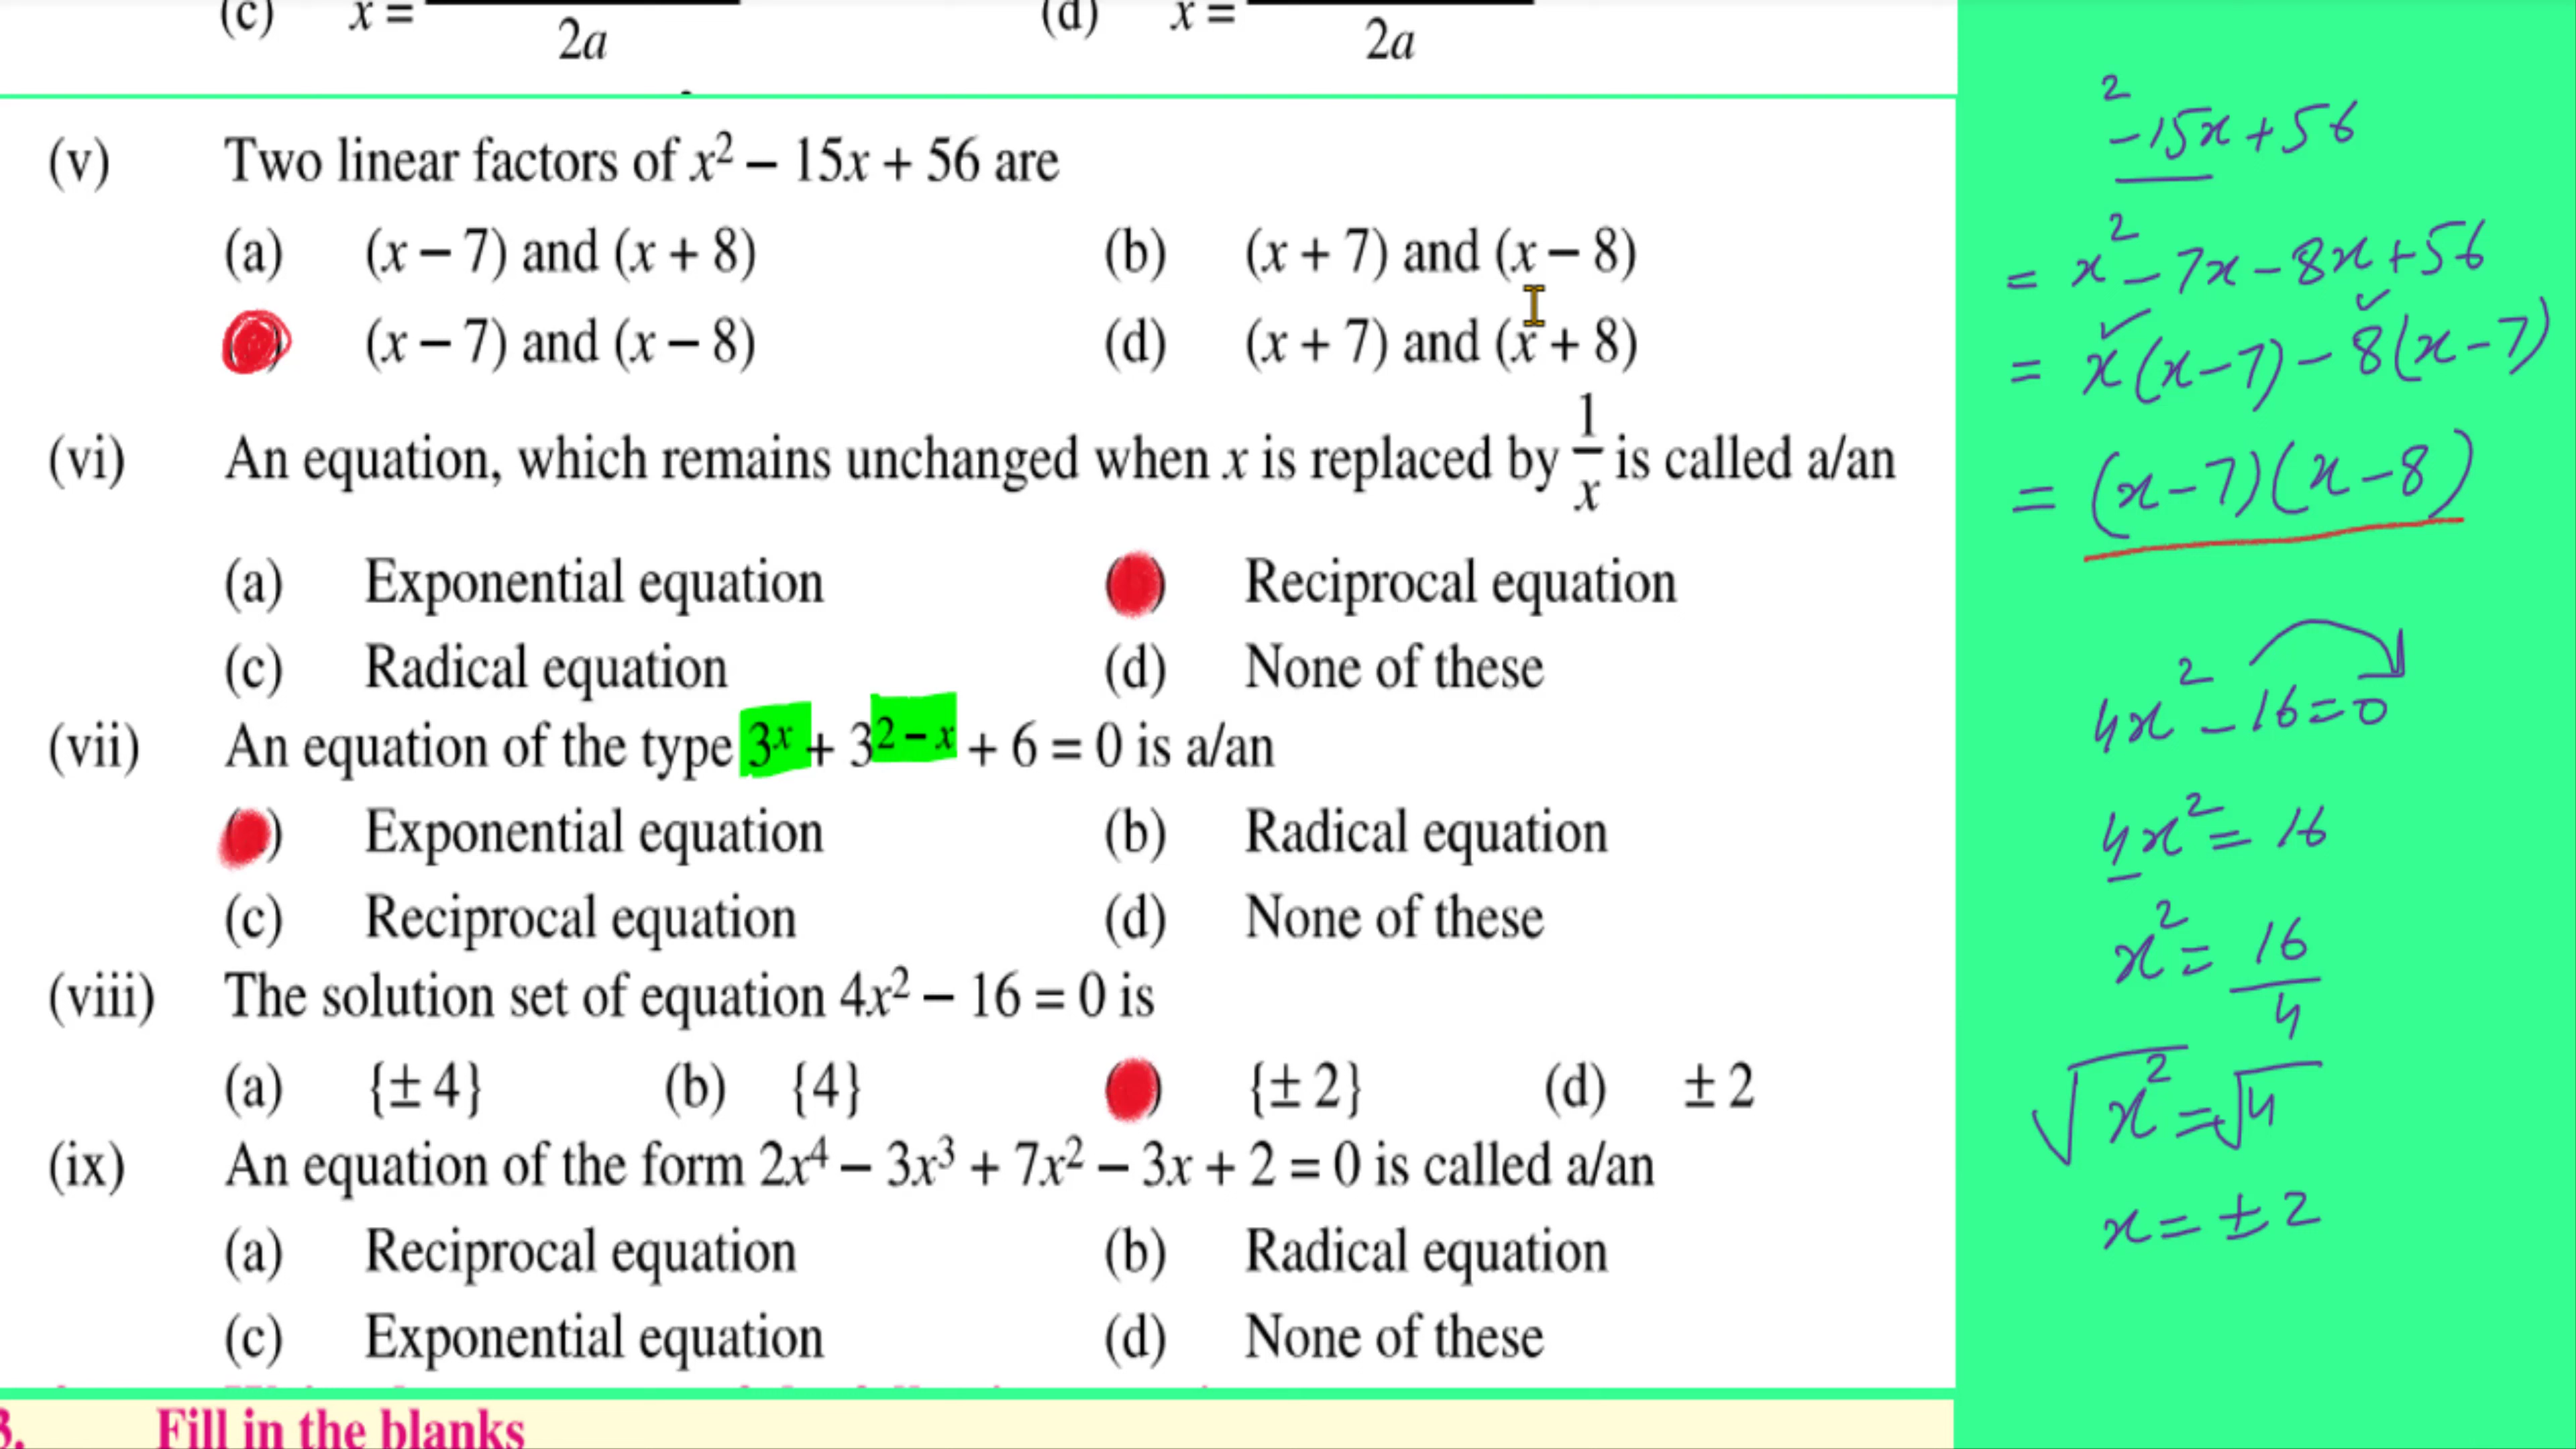 (c) x = 2a (d) x = 2a
(v) Two linear factors of x² – 15x + 56 are
(a) (x – 7) and (x + 8) (b) (x + 7) and (x – 8)
(x – 7) and (x – 8) (d) (x + 7) and (x + 8)
(vi) An equation, which remains unchanged when x is replaced by 1/x is called a/an
(a) Exponential equation Reciprocal equation
(c) Radical equation (d) None of these
(vii) An equation of the type 3ˣ + 3²⁻ˣ + 6 = 0 is a/an
Exponential equation (b) Radical equation
(c) Reciprocal equation (d) None of these
(viii) The solution set of equation 4x² – 16 = 0 is
(a) {± 4} (b) {4} {± 2} (d) ± 2
(ix) An equation of the form 2x⁴ – 3x³ + 7x² – 3x + 2 = 0 is called a/an
(a) Reciprocal equation (b) Radical equation
(c) Exponential equation (d) None of these
Fill in the blanks
² -15x+56
= x² -7x-8x+56
= x(x-7)-8(x-7)
= (x-7)(x-8)
4x² -16=0
4x² = 16
x² = 16/4
√x² = √4
x = ±2